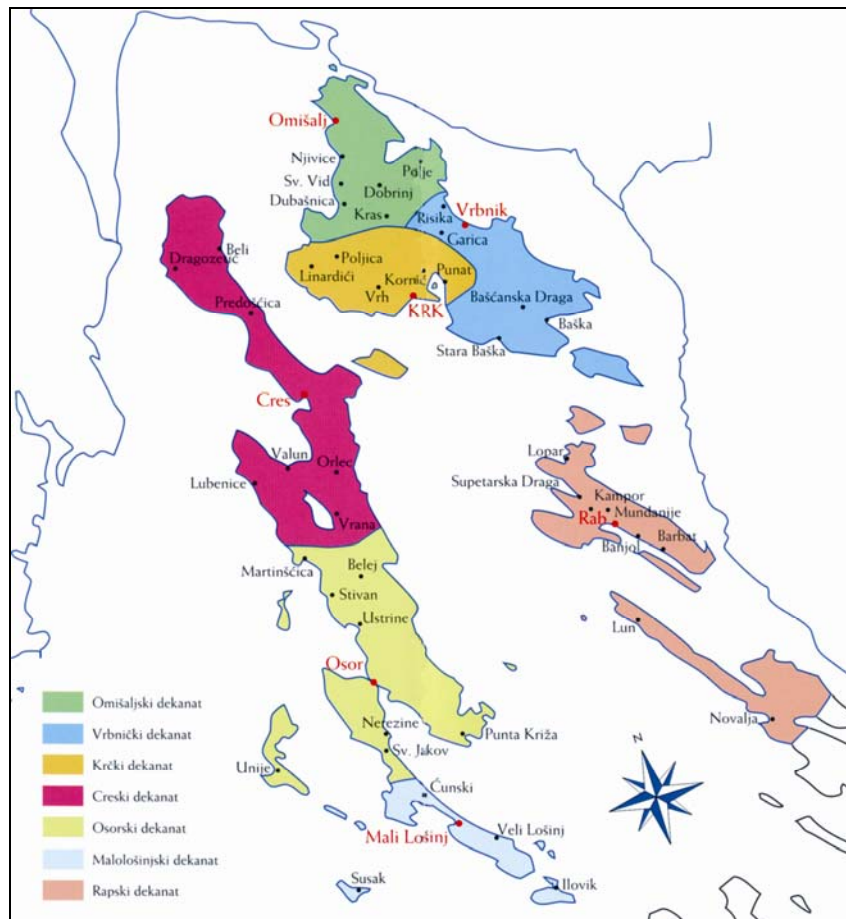 Omišalj
Njivice
Polje
Sv. Vid
Dobrinj
Dubašnica
Kras
Risika
Vrbnik
Garica
Beli
Dragozetić
Poljica
Linardići
Kornić
Punat
Vrh
KRK
Bašćanska Draga
Predošćica
Baška
Stara Baška
Cres
Valun
Orlec
Lubenice
Vrana
Lopar
Supetarska Draga
Kampor
Mundanije
Rab
Banjol
Barbat
Martinšćica
Belej
Stivan
Ustrine
Lun
Osor
Nerezine
Punta Križa
Sv. Jakov
Unije
Novalja
Ćunski
Mali Lošinj
Veli Lošinj
Susak
Ilovik
N
Omišaljski dekanat
Vrbnički dekanat
Krčki dekanat
Creski dekanat
Osorski dekanat
Malološinjski dekanat
Rapski dekanat